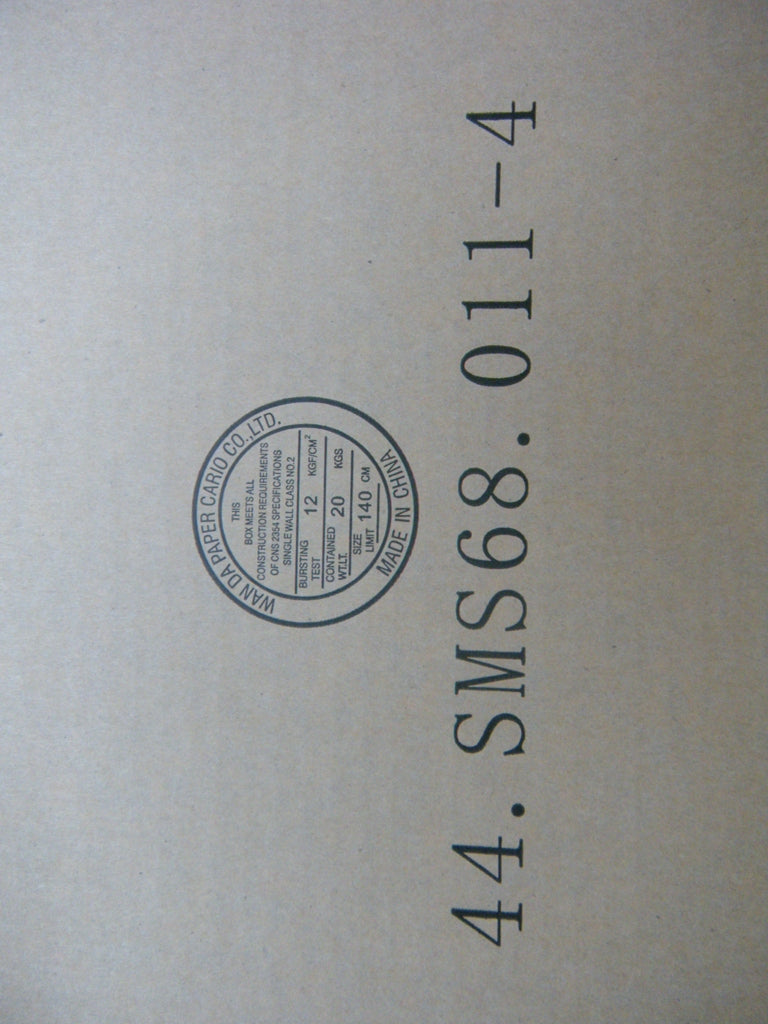 WAN DA PAPER CARIO CO.,LTD.
THIS
BOX MEETS ALL
CONSTRUCTION REQUIREMENTS
OF CNS 2354 SPECIFICATIONS
SINGLE WALL CLASS NO.2
BURSTING TEST 12 KGF/CM²
CONTAINED WT.LT. 20 KGS
SIZE LIMIT 140 CM
MADE IN CHINA
44.SMS68.011-4